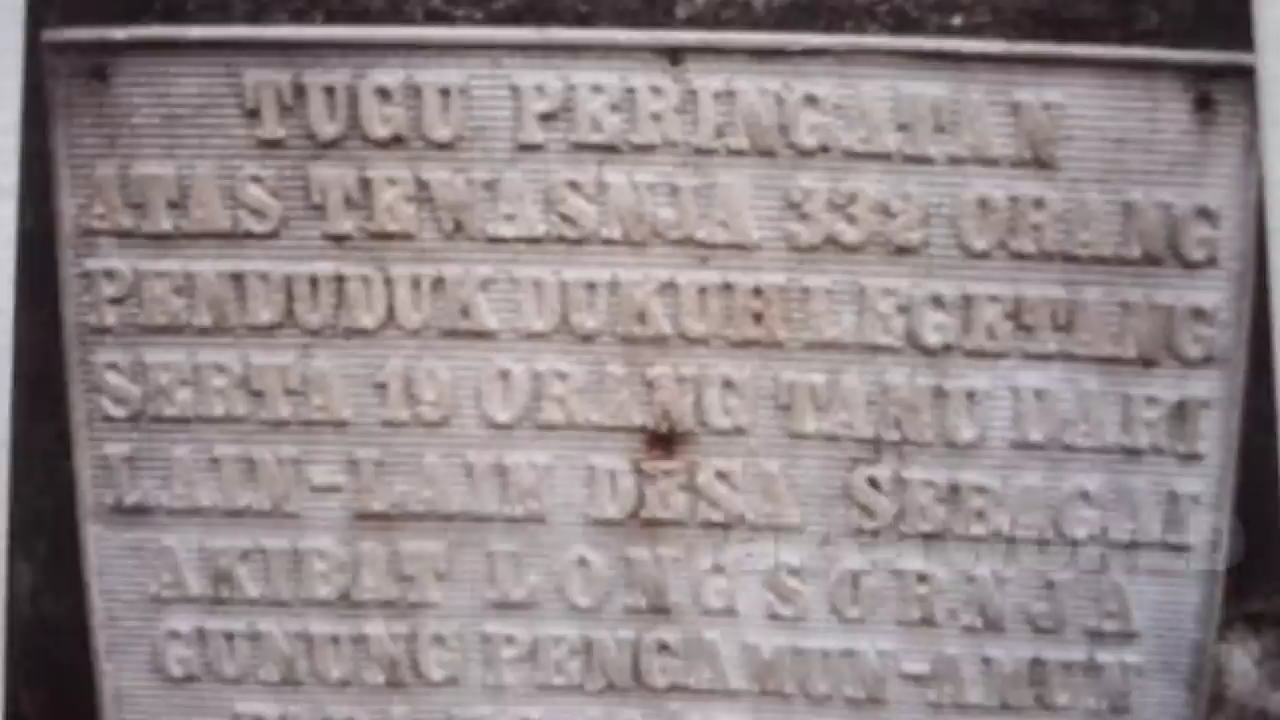 TUGU PERINGATAN
ATAS TEWASNJA 332 ORANG
PENDUDUK DUKUH LEGETANG
SERTA 19 ORANG TAMU DARI
LAIN-LAIN DESA SEBAGAI
AKIBAT LONGSORNJA
GUNUNG PENGAMUN-AMUN